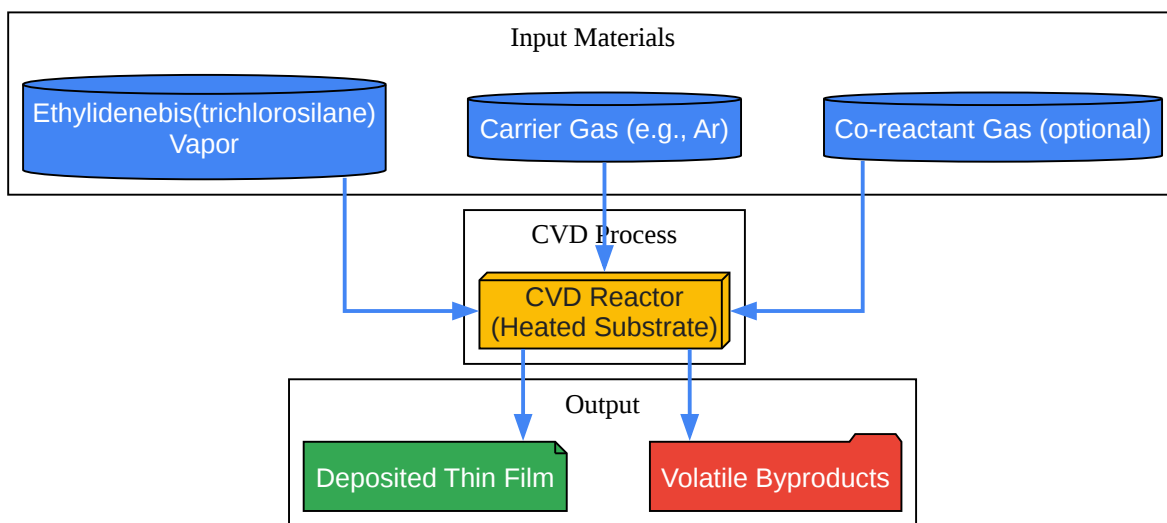 Input Materials
Ethylidenebis(trichlorosilane)
Vapor
Carrier Gas (e.g., Ar)
Co-reactant Gas (optional)
CVD Process
CVD Reactor
(Heated Substrate)
Output
Deposited Thin Film
Volatile Byproducts